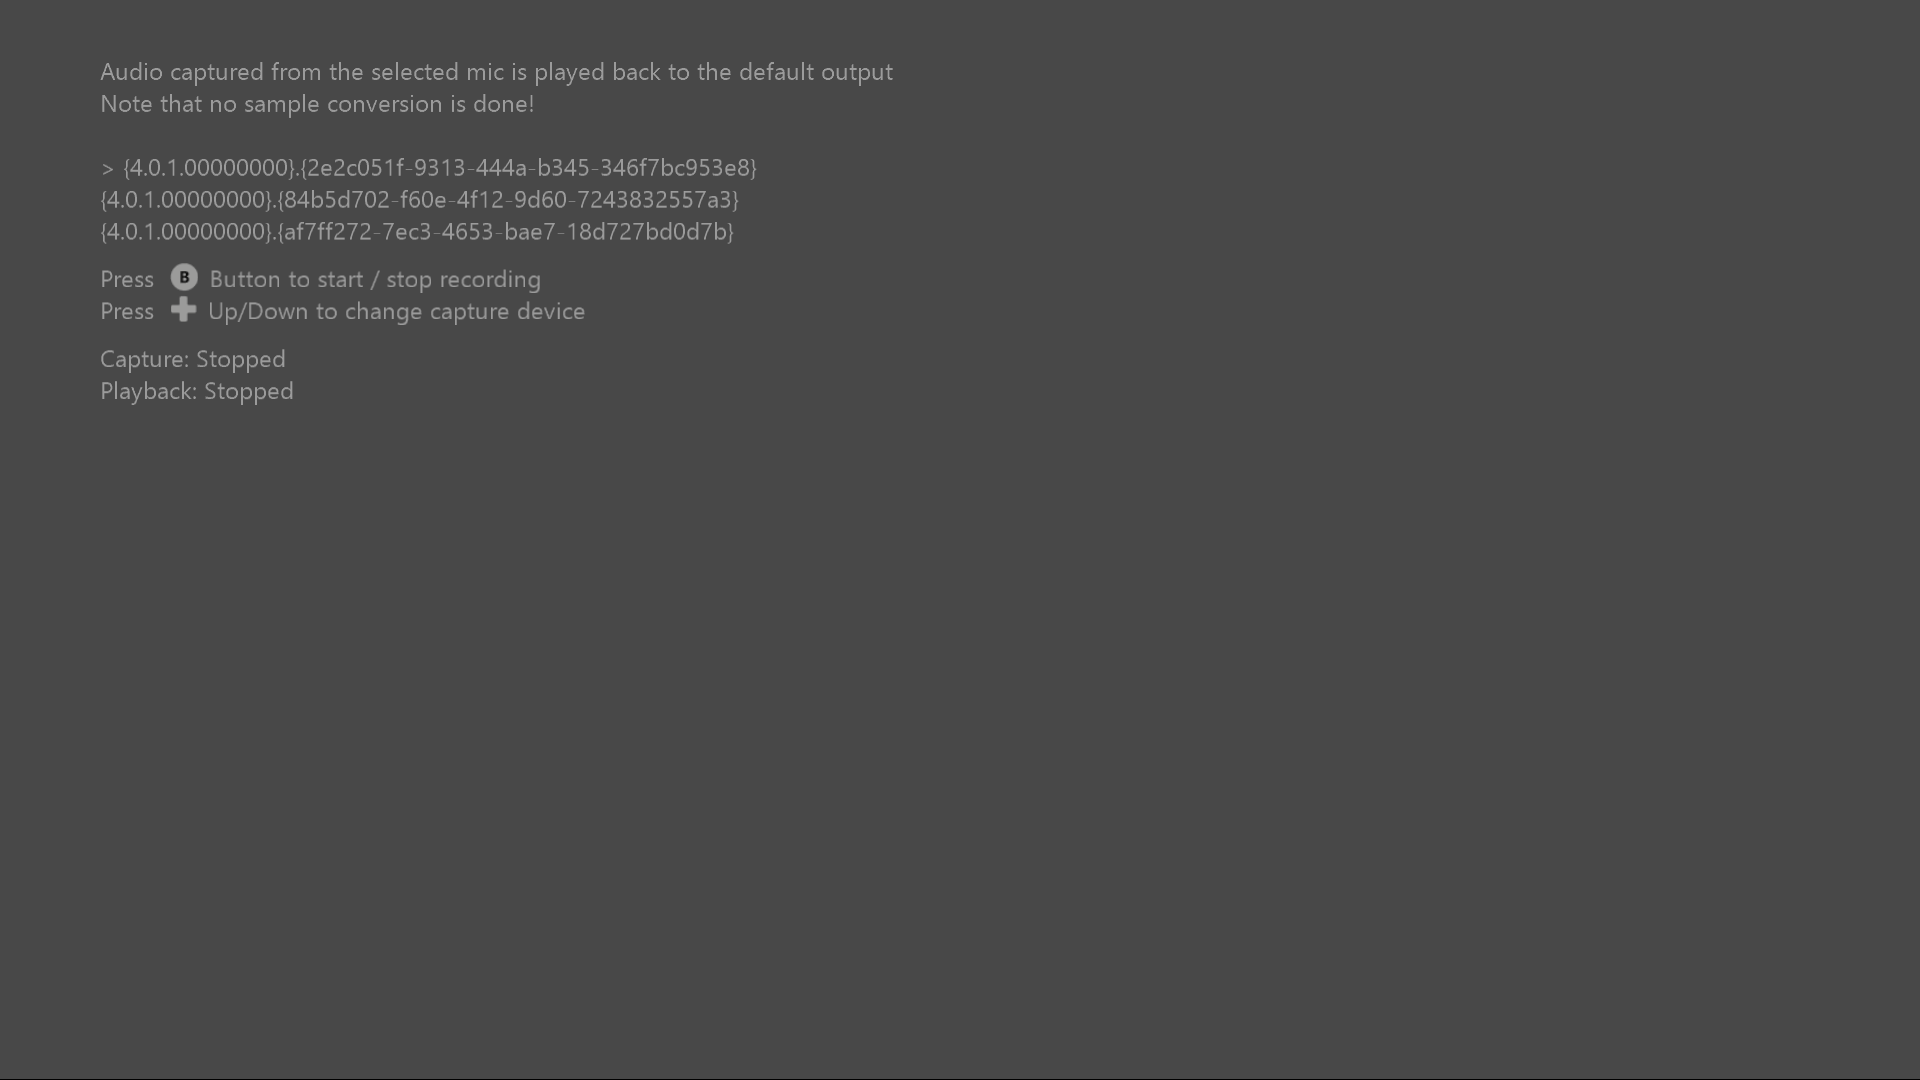 Audio captured from the selected mic is played back to the default output
Note that no sample conversion is done!
> {4.0.1.00000000}.{2e2c051f-9313-444a-b345-346f7bc953e8}
{4.0.1.00000000}.{84b5d702-f60e-4f12-9d60-7243832557a3}
{4.0.1.00000000}.{af7ff272-7ec3-4653-bae7-18d727bd0d7b}
Press B Button to start / stop recording
Press Up/Down to change capture device
Capture: Stopped
Playback: Stopped